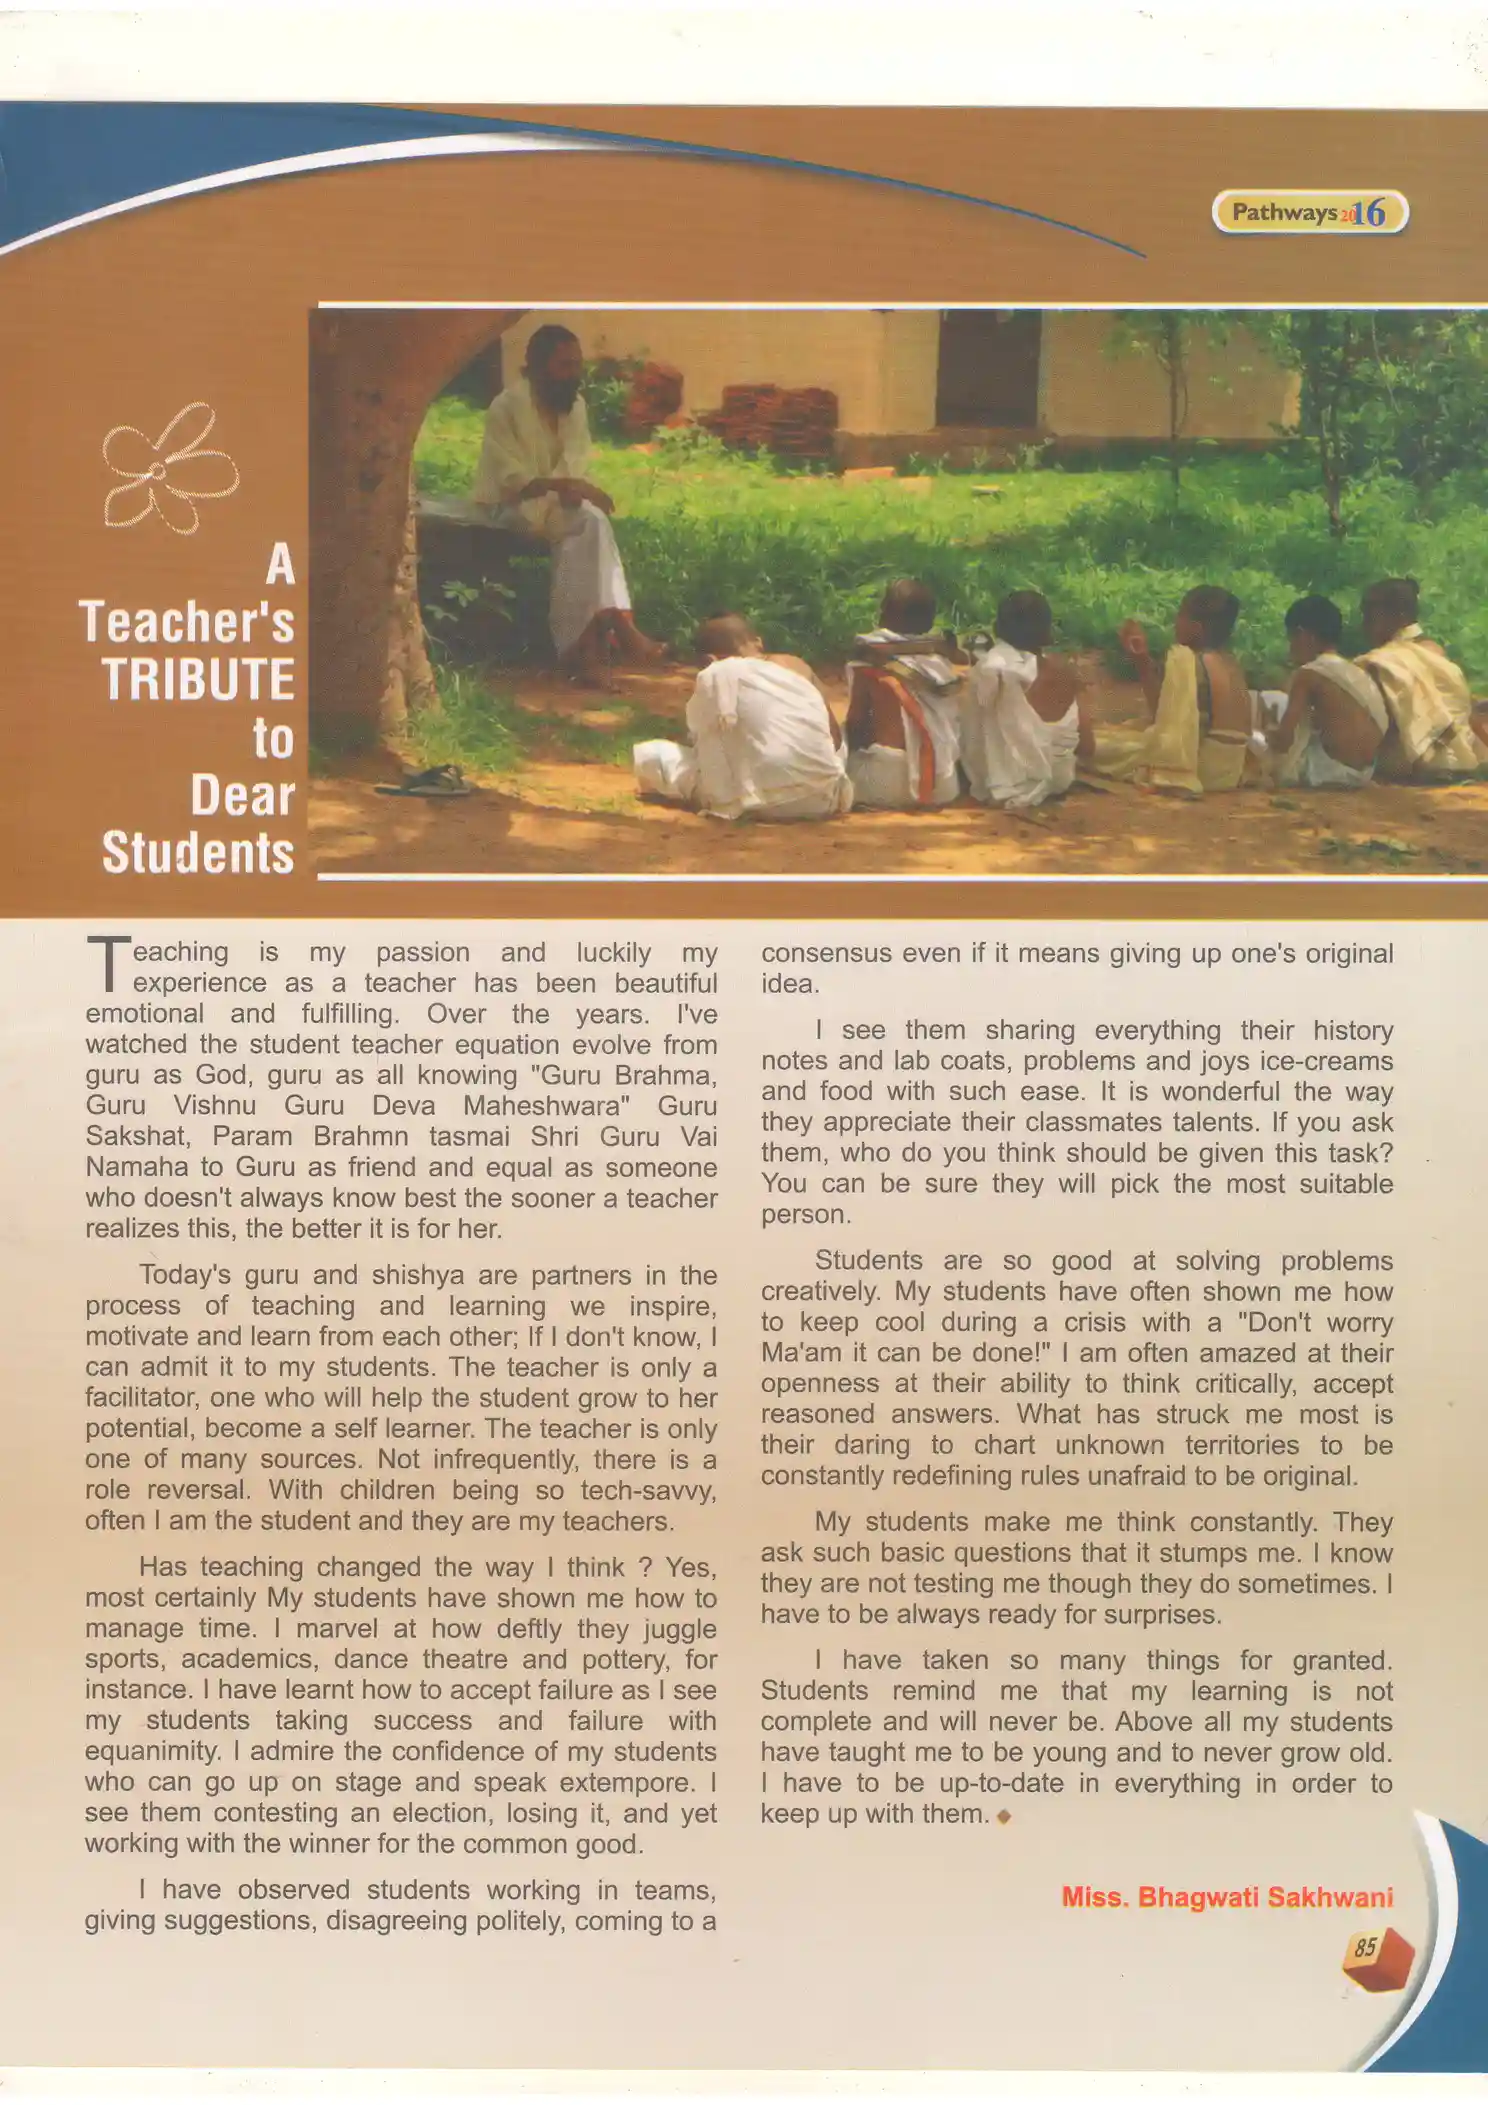 Pathways 2016
A
Teacher's
TRIBUTE
to
Dear
Students
Teaching is my passion and luckily my
experience as a teacher has been beautiful
emotional and fulfilling. Over the years. I've
watched the student teacher equation evolve from
guru as God, guru as all knowing "Guru Brahma,
Guru Vishnu Guru Deva Maheshwara" Guru
Sakshat, Param Brahmn tasmai Shri Guru Vai
Namaha to Guru as friend and equal as someone
who doesn't always know best the sooner a teacher
realizes this, the better it is for her.
Today's guru and shishya are partners in the
process of teaching and learning we inspire,
motivate and learn from each other; If I don't know, I
can admit it to my students. The teacher is only a
facilitator, one who will help the student grow to her
potential, become a self learner. The teacher is only
one of many sources. Not infrequently, there is a
role reversal. With children being so tech-savvy,
often I am the student and they are my teachers.
Has teaching changed the way I think ? Yes,
most certainly My students have shown me how to
manage time. I marvel at how deftly they juggle
sports, academics, dance theatre and pottery, for
instance. I have learnt how to accept failure as I see
my students taking success and failure with
equanimity. I admire the confidence of my students
who can go up on stage and speak extempore. I
see them contesting an election, losing it, and yet
working with the winner for the common good.
I have observed students working in teams,
giving suggestions, disagreeing politely, coming to a
consensus even if it means giving up one's original
idea.
I see them sharing everything their history
notes and lab coats, problems and joys ice-creams
and food with such ease. It is wonderful the way
they appreciate their classmates talents. If you ask
them, who do you think should be given this task?
You can be sure they will pick the most suitable
person.
Students are so good at solving problems
creatively. My students have often shown me how
to keep cool during a crisis with a "Don't worry
Ma'am it can be done!" I am often amazed at their
openness at their ability to think critically, accept
reasoned answers. What has struck me most is
their daring to chart unknown territories to be
constantly redefining rules unafraid to be original.
My students make me think constantly. They
ask such basic questions that it stumps me. I know
they are not testing me though they do sometimes. I
have to be always ready for surprises.
I have taken so many things for granted.
Students remind me that my learning is not
complete and will never be. Above all my students
have taught me to be young and to never grow old.
I have to be up-to-date in everything in order to
keep up with them. ◆
Miss. Bhagwati Sakhwani
85